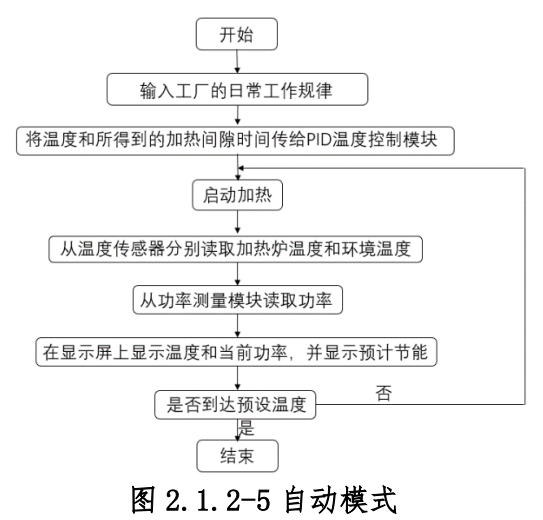 开始
输入工厂的日常工作规律
将温度和所得到的加热间隙时间传给PID温度控制模块
启动加热
从温度传感器分别读取加热炉温度和环境温度
从功率测量模块读取功率
在显示屏上显示温度和当前功率，并显示预计节能
是否到达预设温度
否
是
结束
图 2.1.2-5 自动模式